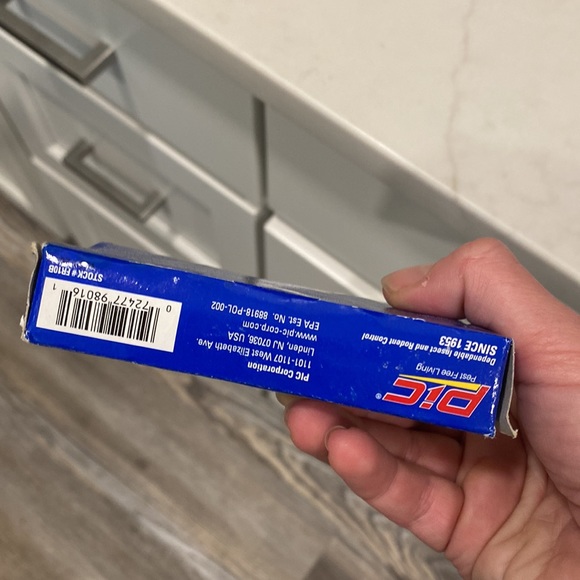 PiC®
Pest Free Living
Dependable Insect and Rodent Control
SINCE 1953
PIC Corporation
1101-1107 West Elizabeth Ave.
Linden, NJ 07036, USA
www.pic-corp.com
EPA Est. No. 88918-POL-002
0 72477 98016 1
STOCK# FR10B